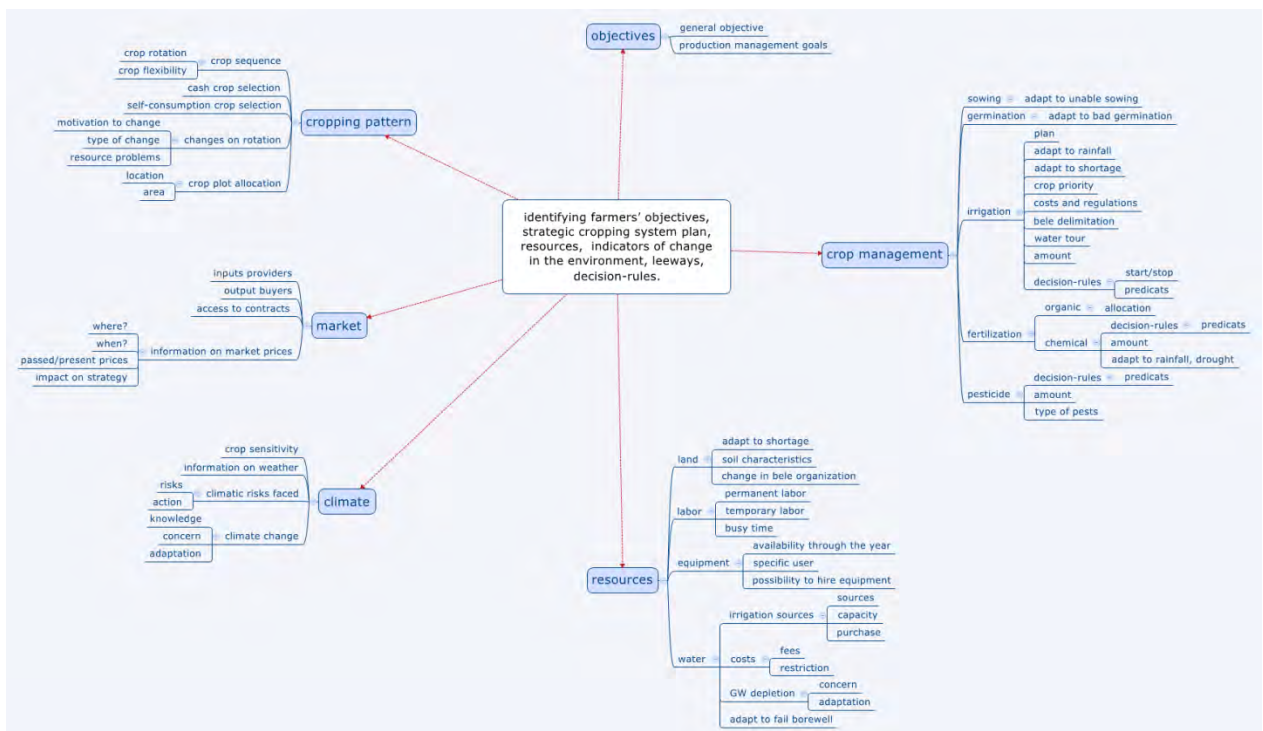 objectives
general objective
production management goals
crop rotation
crop flexibility
crop sequence
cash crop selection
self-consumption crop selection
motivation to change
type of change
resource problems
changes on rotation
location
area
crop plot allocation
cropping pattern
identifying farmers' objectives,
strategic cropping system plan,
resources, indicators of change
in the environment, leeways,
decision-rules.
crop management
sowing
adapt to unable sowing
germination
adapt to bad germination
irrigation
plan
adapt to rainfall
adapt to shortage
crop priority
costs and regulations
bele delimitation
water tour
amount
decision-rules
start/stop
predicats
fertilization
organic
allocation
chemical
decision-rules
predicats
amount
adapt to rainfall, drought
pesticide
decision-rules
predicats
amount
type of pests
inputs providers
output buyers
access to contracts
where?
when?
passed/present prices
impact on strategy
information on market prices
market
crop sensitivity
information on weather
risks
action
climatic risks faced
knowledge
concern
adaptation
climate change
climate
resources
land
adapt to shortage
soil characteristics
change in bele organization
labor
permanent labor
temporary labor
busy time
equipment
availability through the year
specific user
possibility to hire equipment
water
irrigation sources
sources
capacity
purchase
costs
fees
restriction
GW depletion
concern
adaptation
adapt to fail borewell